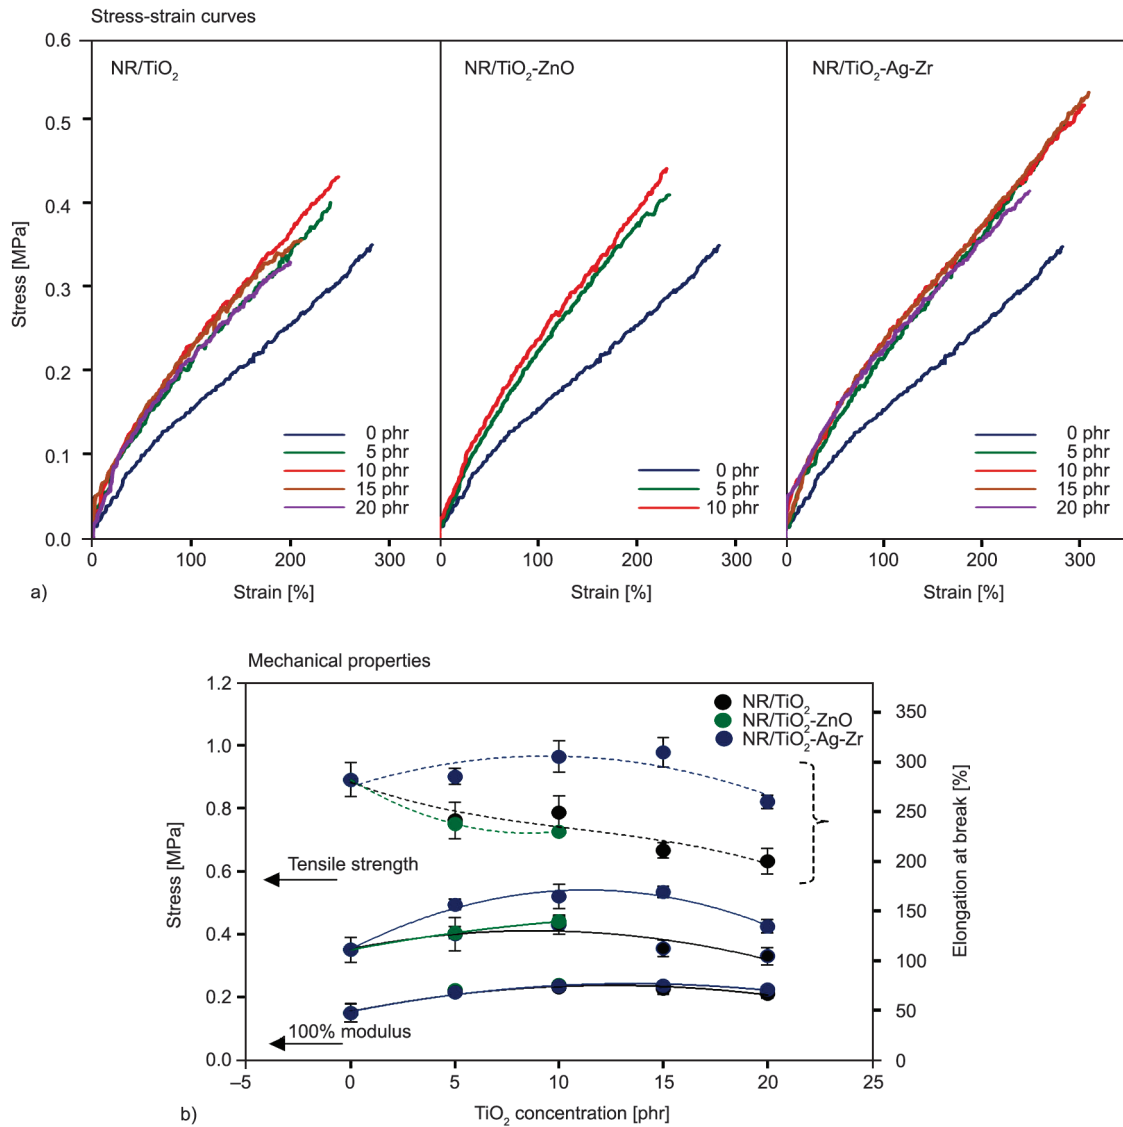 Stress-strain curves
0.6
0.5
0.4
0.3
0.2
0.1
0.0
Stress [MPa]
NR/TiO₂
0 phr
5 phr
10 phr
15 phr
20 phr
0 100 200 300
Strain [%]
NR/TiO₂-ZnO
0 phr
5 phr
10 phr
0 100 200 300
Strain [%]
NR/TiO₂-Ag-Zr
0 phr
5 phr
10 phr
15 phr
20 phr
0 100 200 300
Strain [%]
a)
Mechanical properties
1.2
1.0
0.8
0.6
0.4
0.2
0.0
Stress [MPa]
NR/TiO₂
NR/TiO₂-ZnO
NR/TiO₂-Ag-Zr
Tensile strength
100% modulus
350
300
250
200
150
100
50
0
Elongation at break [%]
–5 0 5 10 15 20 25
TiO₂ concentration [phr]
b)